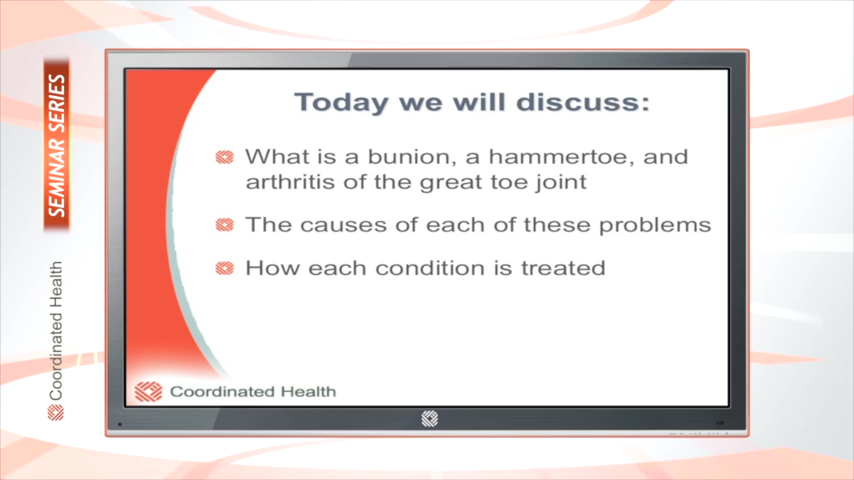 SEMINAR SERIES
Coordinated Health
Today we will discuss:
What is a bunion, a hammertoe, and
arthritis of the great toe joint
The causes of each of these problems
How each condition is treated
Coordinated Health